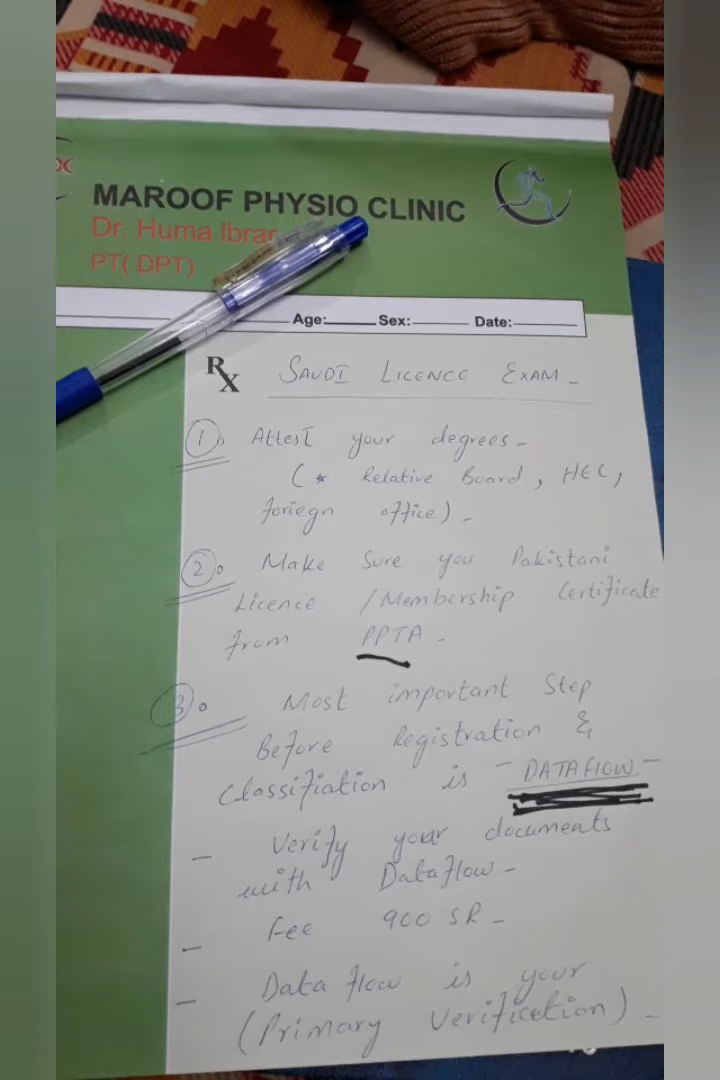 MAROOF PHYSIO CLINIC
Dr. Huma Ibrar
PT( DPT)
Age: Sex: Date:
Rx SAUDI LICENCE EXAM -
1. Attest your degrees -
(* Relative Board, HEC,
foriegn office) -
2. Make Sure you Pakistani
Licence /Membership Certificate
from PPTA -
3. Most important Step
Before Registration &
Classifiation is - DATAFLOW -
- Verify your documents
with Dataflow -
- Fee 900 SR -
- Data flow is your
(Primary Verification) -